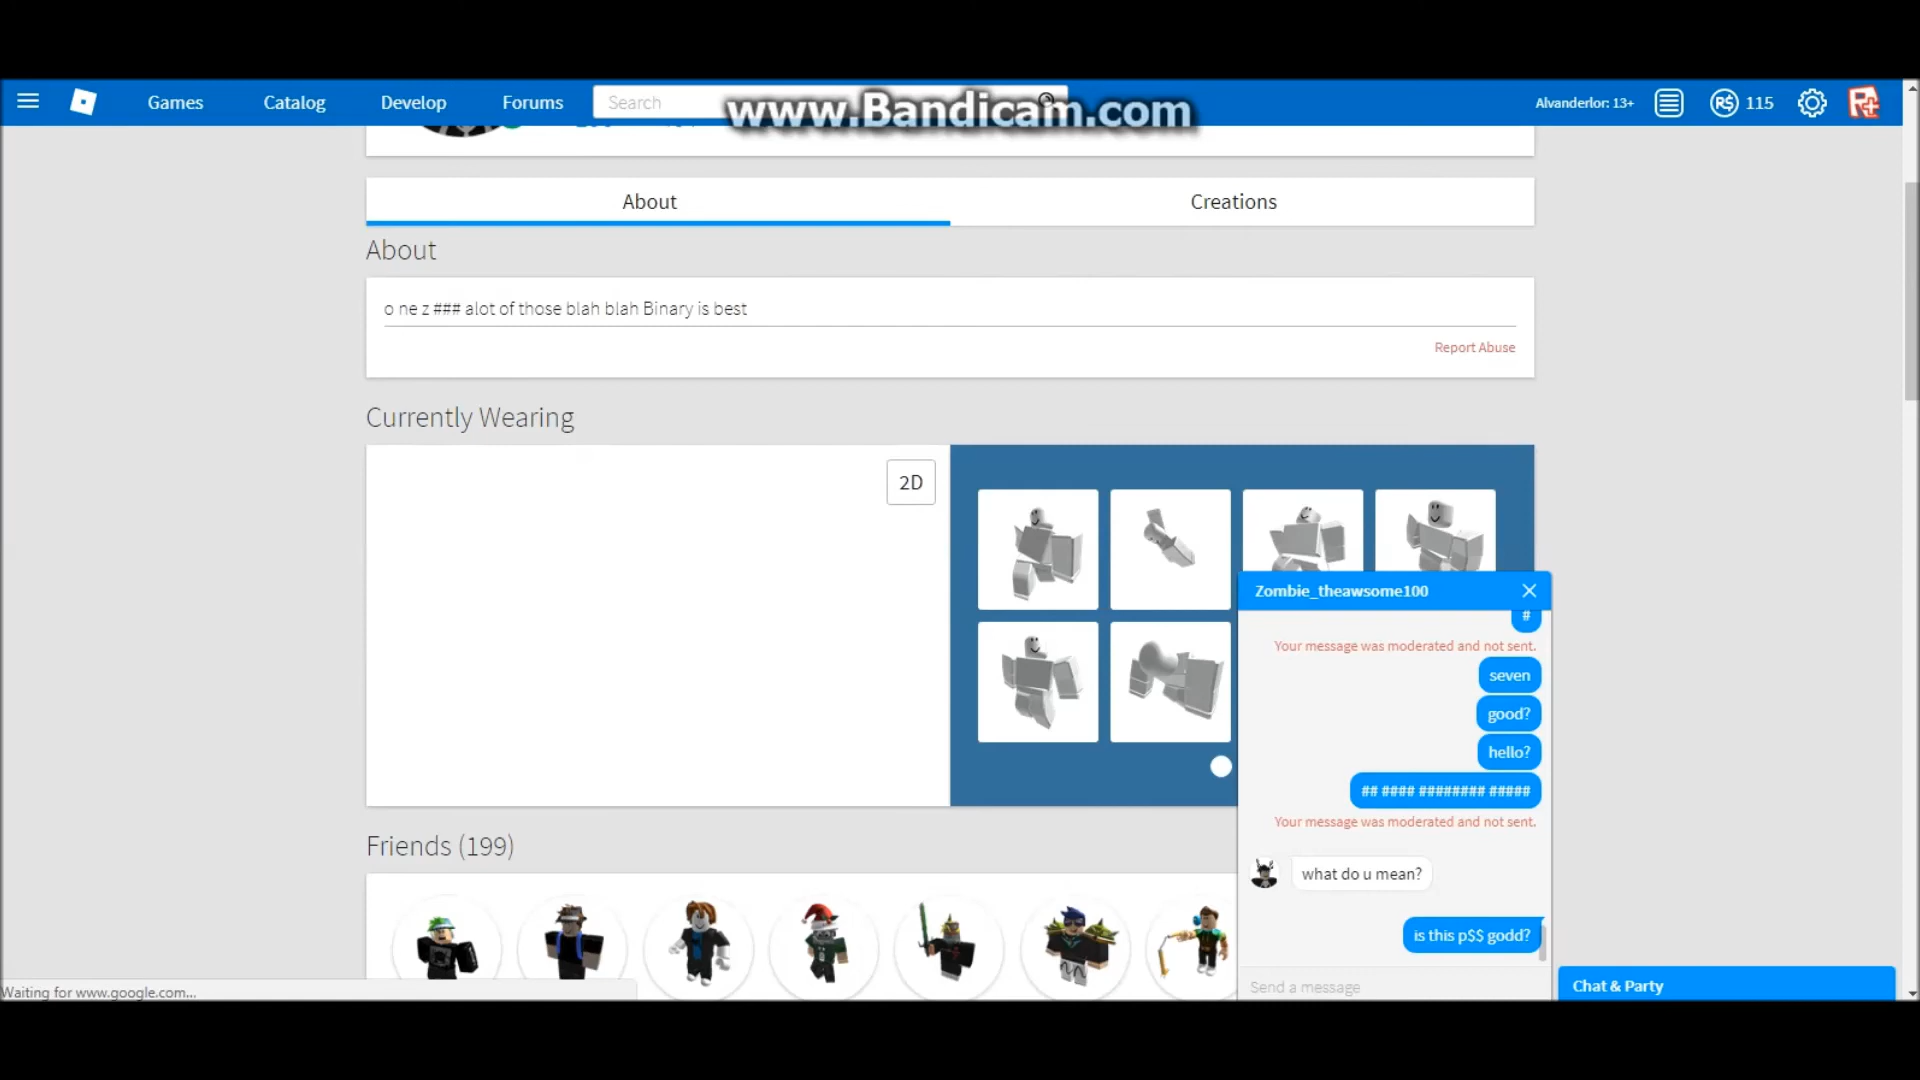 Games
Catalog
Develop
Forums
Search
www.Bandicam.com
Alvanderlor: 13+
R$ 115
About
Creations
About
o ne z ### alot of those blah blah Binary is best
Report Abuse
Currently Wearing
2D
Friends (199)
Zombie_theawsome100
#
Your message was moderated and not sent.
seven
good?
hello?
## #### ######## #####
Your message was moderated and not sent.
what do u mean?
is this p$$ godd?
Send a message
Chat & Party
Waiting for www.google.com...